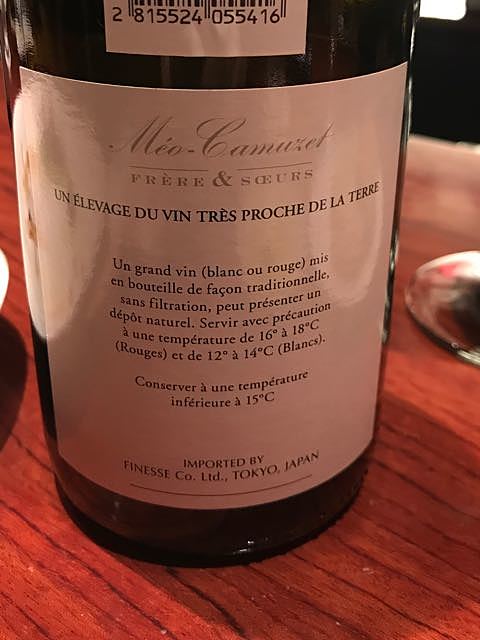 2 815524 055416
Méo-Camuzet
FRÈRE & SŒURS
UN ÉLEVAGE DU VIN TRÈS PROCHE DE LA TERRE
Un grand vin (blanc ou rouge) mis
en bouteille de façon traditionnelle,
sans filtration, peut présenter un
dépôt naturel. Servir avec précaution
à une température de 16° à 18°C
(Rouges) et de 12° à 14°C (Blancs).
Conserver à une température
inférieure à 15°C
IMPORTED BY
FINESSE Co. Ltd., TOKYO, JAPAN